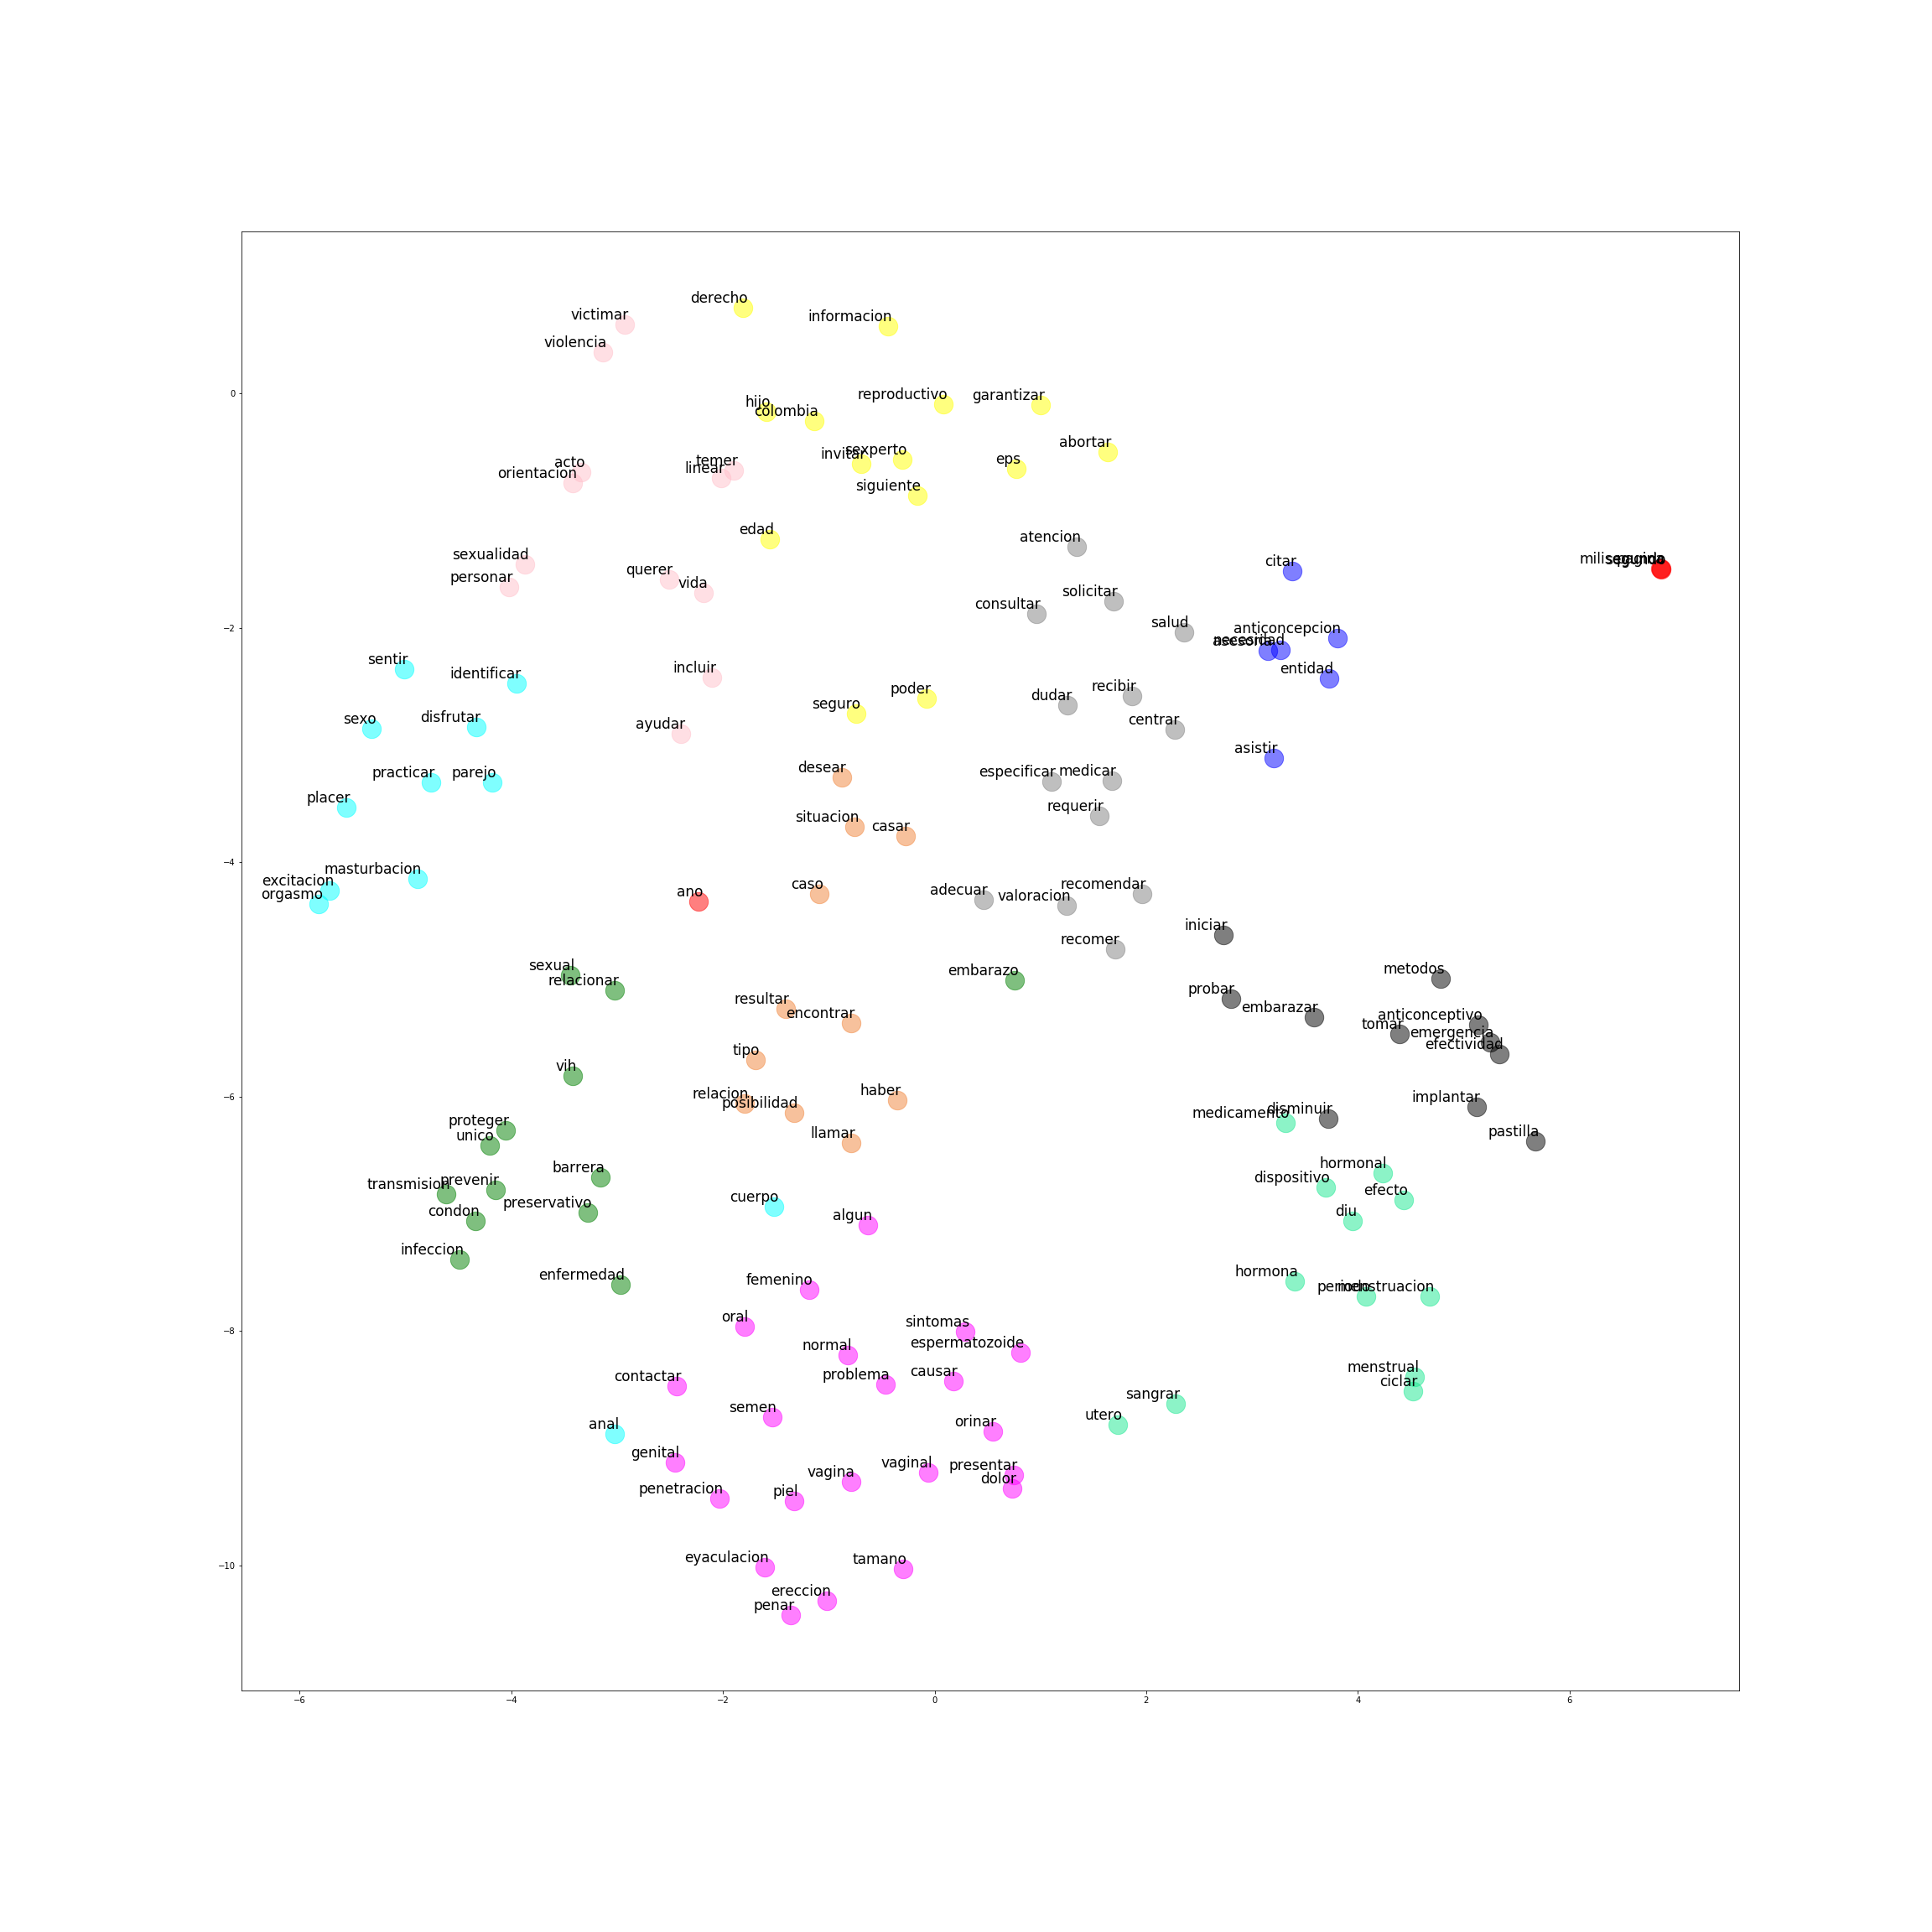 derecho
victimar
informacion
violencia
reproductivo
garantizar
hijo
colombia
abortar
sexperto
invitar
eps
acto
temer
linear
orientacion
siguiente
edad
atencion
sexualidad
citar
milisegundo
personar
querer
vida
solicitar
consultar
salud
anticoncepcion
necesidad
asesoria
sentir
identificar
incluir
entidad
poder
recibir
dudar
seguro
sexo
disfrutar
ayudar
centrar
asistir
practicar
parejo
desear
especificar
medicar
placer
requerir
situacion
casar
masturbacion
excitacion
orgasmo
ano
caso
adecuar
valoracion
recomendar
iniciar
recomer
sexual
relacionar
embarazo
metodos
probar
resultar
encontrar
embarazar
anticonceptivo
tomar
emergencia
efectividad
tipo
vih
relacion
posibilidad
haber
implantar
medicamento
disminuir
proteger
unico
llamar
pastilla
barrera
hormonal
transmision
prevenir
dispositivo
efecto
preservativo
cuerpo
condon
algun
diu
infeccion
enfermedad
femenino
hormona
periodo
menstruacion
oral
sintomas
normal
espermatozoide
contactar
problema
causar
menstrual
ciclar
semen
sangrar
anal
orinar
utero
genital
vagina
vaginal
presentar
dolor
penetracion
piel
eyaculacion
tamano
ereccion
penar
0
−2
−4
−6
−8
−10
−6
−4
−2
0
2
4
6